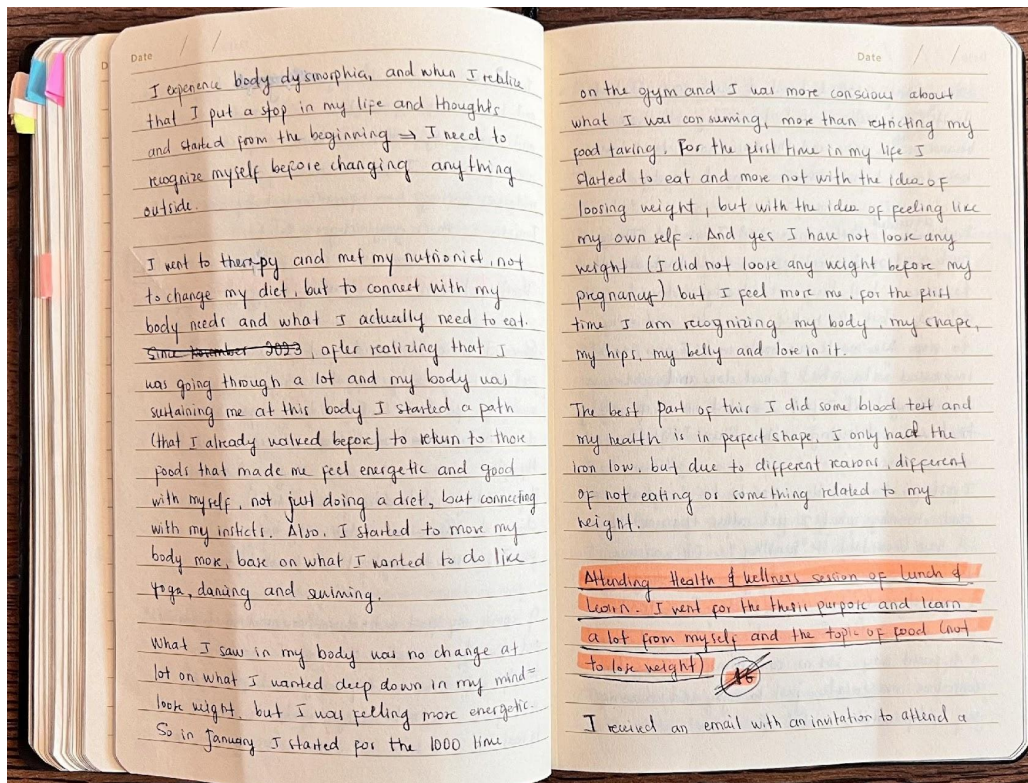 Date / /
I experience body dysmorphia, and when I realize
that I put a stop in my life and thoughts
and started from the beginning ⇒ I need to
recognize myself before changing anything
outside.
I went to therapy and met my nutrionist, not
to change my diet, but to connect with my
body needs and what I actually need to eat.
Since November 2023, after realizing that I
was going through a lot and my body was
sustaining me at this body I started a path
(that I already walked before) to return to those
foods that made me feel energetic and good
with myself, not just doing a diet, but connecting
with my insticts. Also, I started to move my
body more, base on what I wanted to do like
yoga, dancing and swiming.
What I saw in my body was no change at
lot on what I wanted deep down in my mind =
loose weight, but I was felling more energetic.
So in January I started for the 1000 time
Date / /
on the gym and I was more consious about
what I was consuming, more than restricting my
food taking. For the first time in my life I
started to eat and move not with the idea of
loosing weight, but with the idea of feeling like
my own self. And yes I have not loose any
weight (I did not loose any weight before my
pregnancy) but I feel more me, for the first
time I am recognizing my body, my shape,
my hips, my belly and love in it.
The best part of this I did some blood test and
my health is in perfect shape, I only had the
iron low, but due to different reasons, different
of not eating or something related to my
weight.
Attending Health & Wellness session of Lunch &
Learn. I went for the thesis purpose and learn
a lot from myself and the topic of food (not
to lose weight)
I received an email with an invitation to attend a